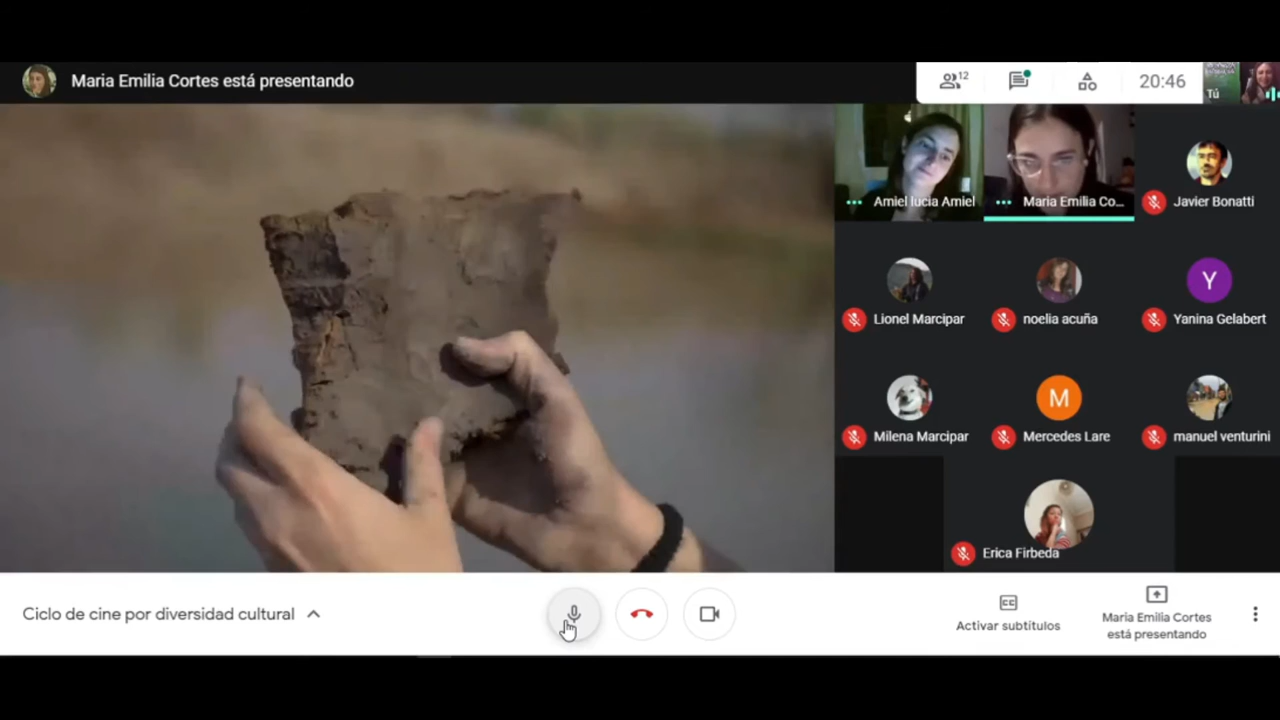 Maria Emilia Cortes está presentando
12
20:46
Tú
Amiel lucia Amiel
Maria Emilia Co...
Javier Bonatti
Lionel Marcipar
noelia acuña
Y
Yanina Gelabert
Milena Marcipar
M
Mercedes Lare
manuel venturini
Erica Firbeda
Ciclo de cine por diversidad cultural
CC
Activar subtítulos
Maria Emilia Cortes
está presentando